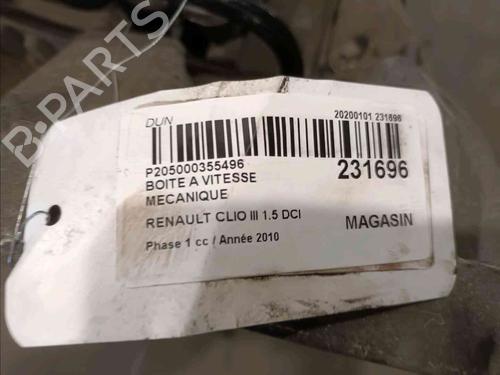 DUN
20200101 231696
P205000355496
BOITE A VITESSE
MECANIQUE
231696
RENAULT CLIO III 1.5 DCI
MAGASIN
Phase 1 cc / Année 2010
B-PARTS